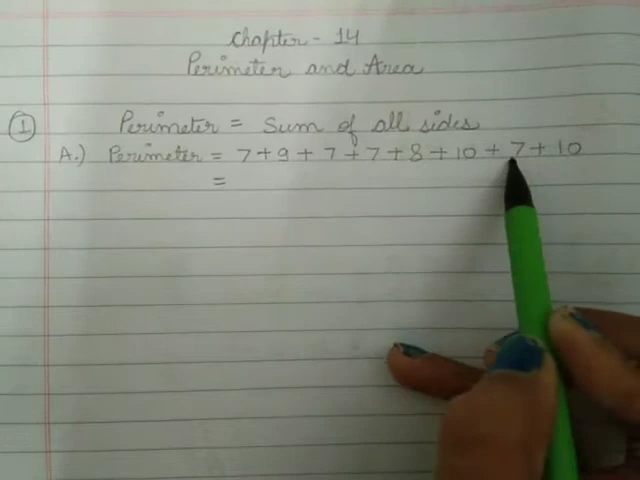 Chapter - 14
Perimeter and Area
1 Perimeter = Sum of all sides
A.) Perimeter = 7 + 9 + 7 + 7 + 8 + 10 + 7 + 10
=